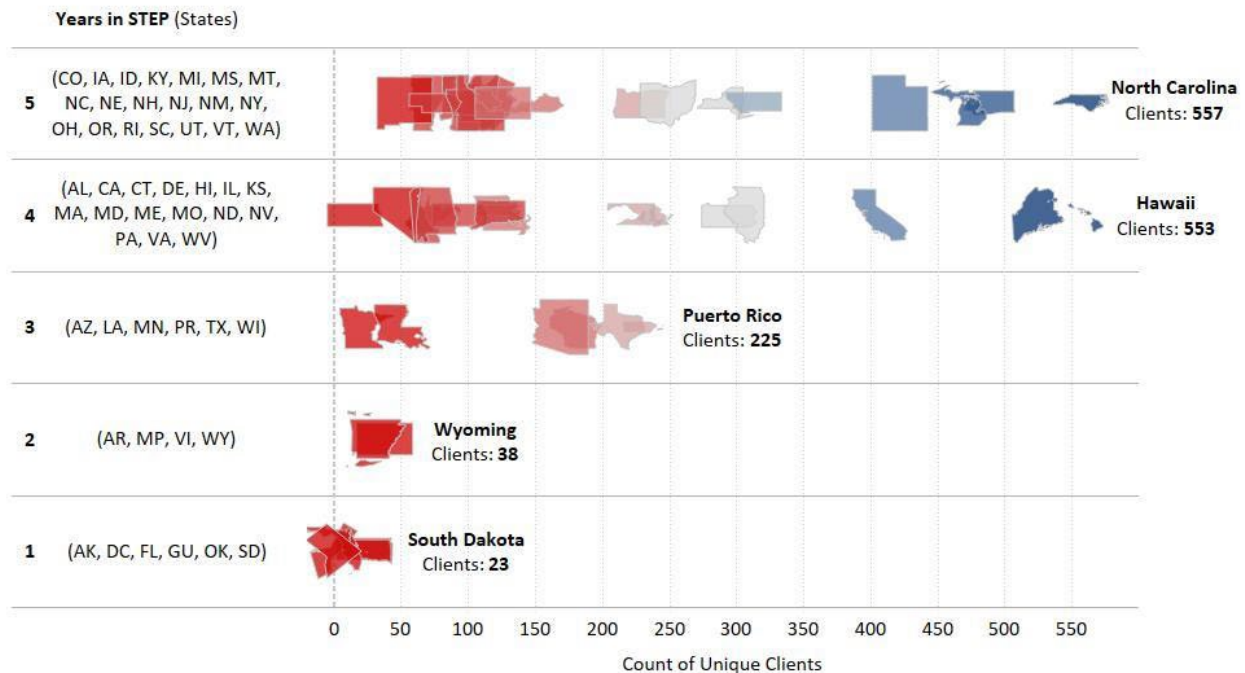 Years in STEP (States)
5
(CO, IA, ID, KY, MI, MS, MT,
NC, NE, NH, NJ, NM, NY,
OH, OR, RI, SC, UT, VT, WA)
North Carolina
Clients: 557
4
(AL, CA, CT, DE, HI, IL, KS,
MA, MD, ME, MO, ND, NV,
PA, VA, WV)
Hawaii
Clients: 553
3
(AZ, LA, MN, PR, TX, WI)
Puerto Rico
Clients: 225
2
(AR, MP, VI, WY)
Wyoming
Clients: 38
1
(AK, DC, FL, GU, OK, SD)
South Dakota
Clients: 23
0 50 100 150 200 250 300 350 400 450 500 550
Count of Unique Clients